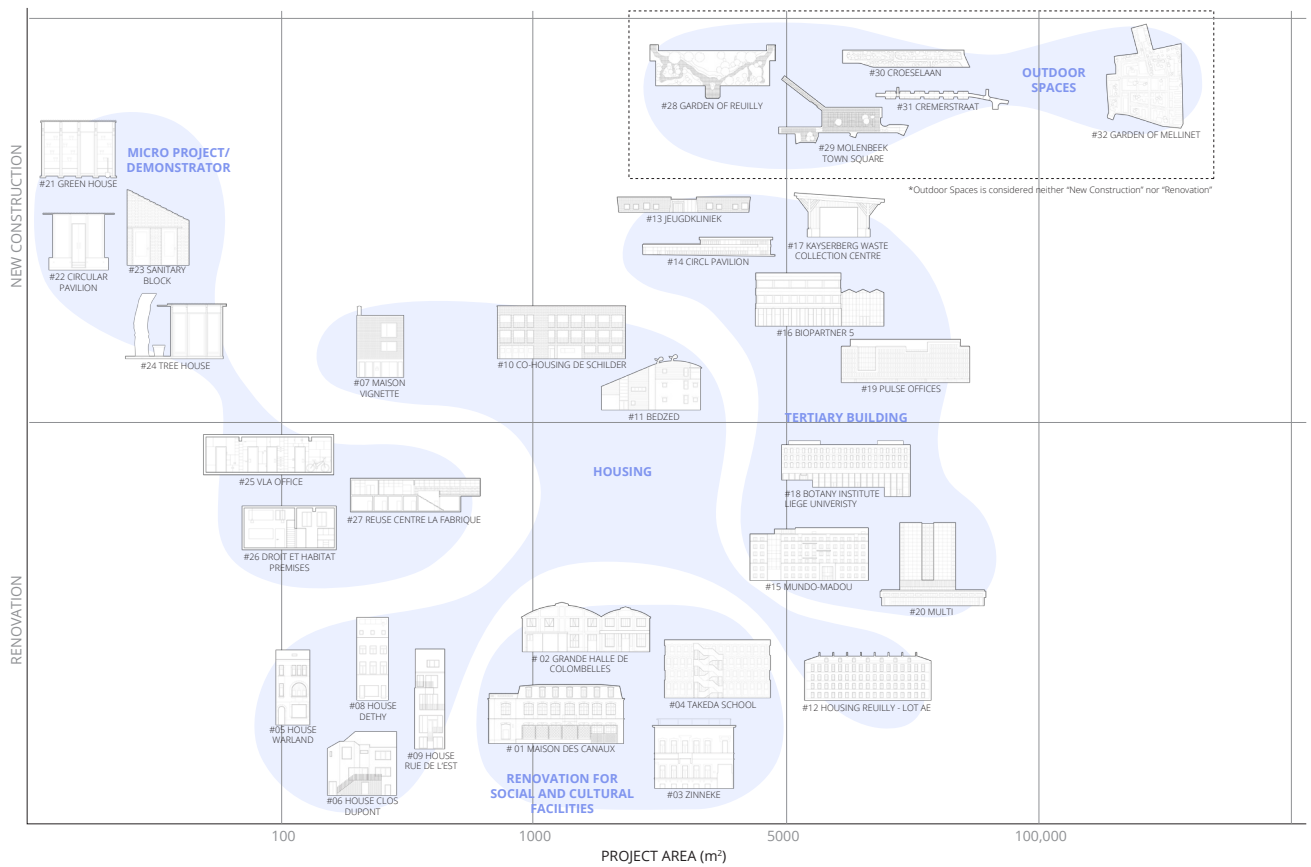 OUTDOOR
SPACES
#30 CROESELAAN
#28 GARDEN OF REUILLY
#31 CREMERSTRAAT
#32 GARDEN OF MELLINET
#29 MOLENBEEK
TOWN SQUARE
*Outdoor Spaces is considered neither “New Construction” nor “Renovation”
NEW CONSTRUCTION
MICRO PROJECT/
DEMONSTRATOR
#21 GREEN HOUSE
#22 CIRCULAR
PAVILION
#23 SANITARY
BLOCK
#24 TREE HOUSE
#13 JEUGDKLINIEK
#14 CIRCL PAVILION
#17 KAYSERBERG WASTE
COLLECTION CENTRE
#16 BIOPARTNER 5
#19 PULSE OFFICES
#07 MAISON
VIGNETTE
#10 CO-HOUSING DE SCHILDER
#11 BEDZED
TERTIARY BUILDING
HOUSING
RENOVATION
#25 VLA OFFICE
#27 REUSE CENTRE LA FABRIQUE
#26 DROIT ET HABITAT
PREMISES
#18 BOTANY INSTITUTE
LIEGE UNIVERISTY
#15 MUNDO-MADOU
#20 MULTI
# 02 GRANDE HALLE DE
COLOMBELLES
#04 TAKEDA SCHOOL
#12 HOUSING REUILLY - LOT AE
#08 HOUSE
DETHY
#05 HOUSE
WARLAND
#09 HOUSE
RUE DE L'EST
#06 HOUSE CLOS
DUPONT
# 01 MAISON DES CANAUX
#03 ZINNEKE
RENOVATION FOR
SOCIAL AND CULTURAL
FACILITIES
100
1000
5000
100,000
PROJECT AREA (m²)